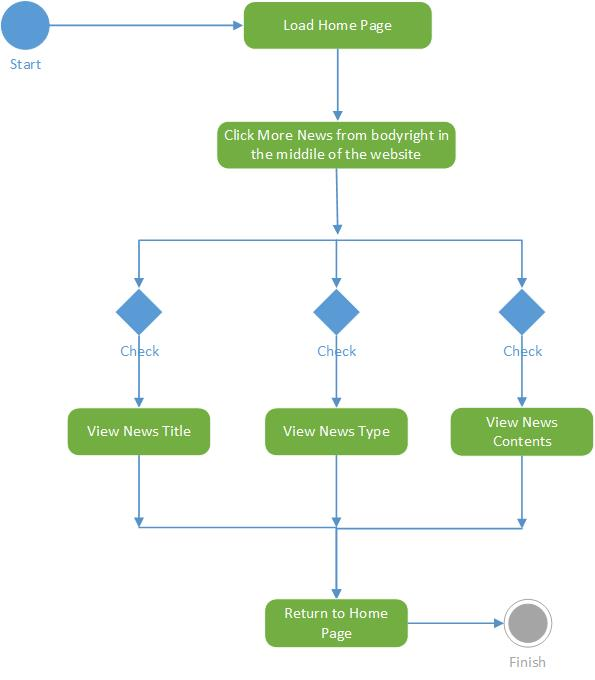 Load Home Page
Start
Click More News from bodyright in
the middile of the website
Check
Check
Check
View News Title
View News Type
View News
Contents
Return to Home
Page
Finish